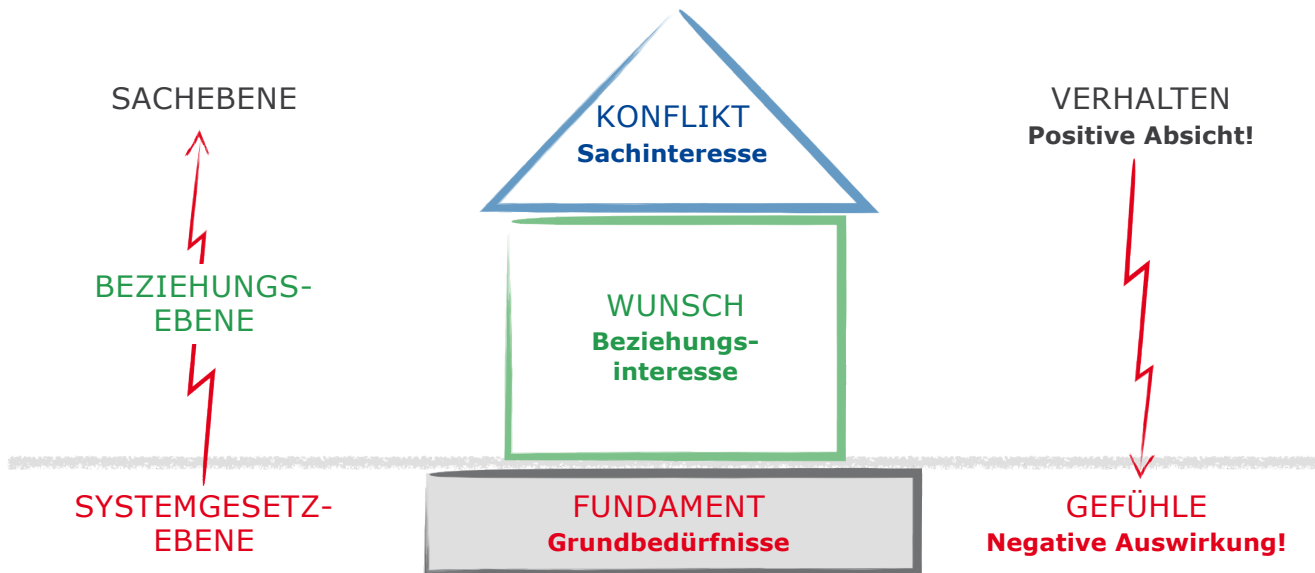 SACHEBENE
BEZIEHUNGS-
EBENE
SYSTEMGESETZ-
EBENE
KONFLIKT
Sachinteresse
WUNSCH
Beziehungs-
interesse
FUNDAMENT
Grundbedürfnisse
VERHALTEN
Positive Absicht!
GEFÜHLE
Negative Auswirkung!